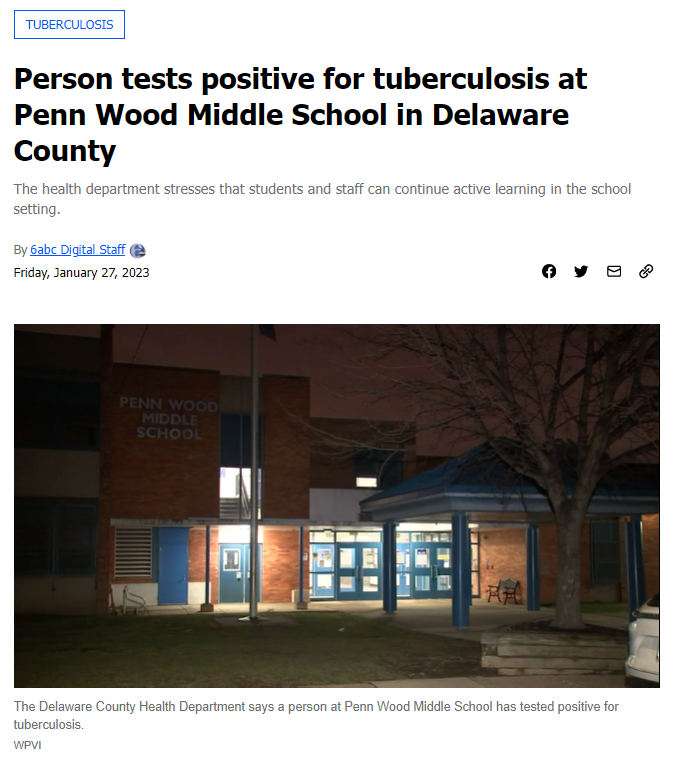 TUBERCULOSIS
Person tests positive for tuberculosis at
Penn Wood Middle School in Delaware
County
The health department stresses that students and staff can continue active learning in the school
setting.
By 6abc Digital Staff
Friday, January 27, 2023
PENN WOOD
MIDDLE
SCHOOL
The Delaware County Health Department says a person at Penn Wood Middle School has tested positive for
tuberculosis.
WPVI